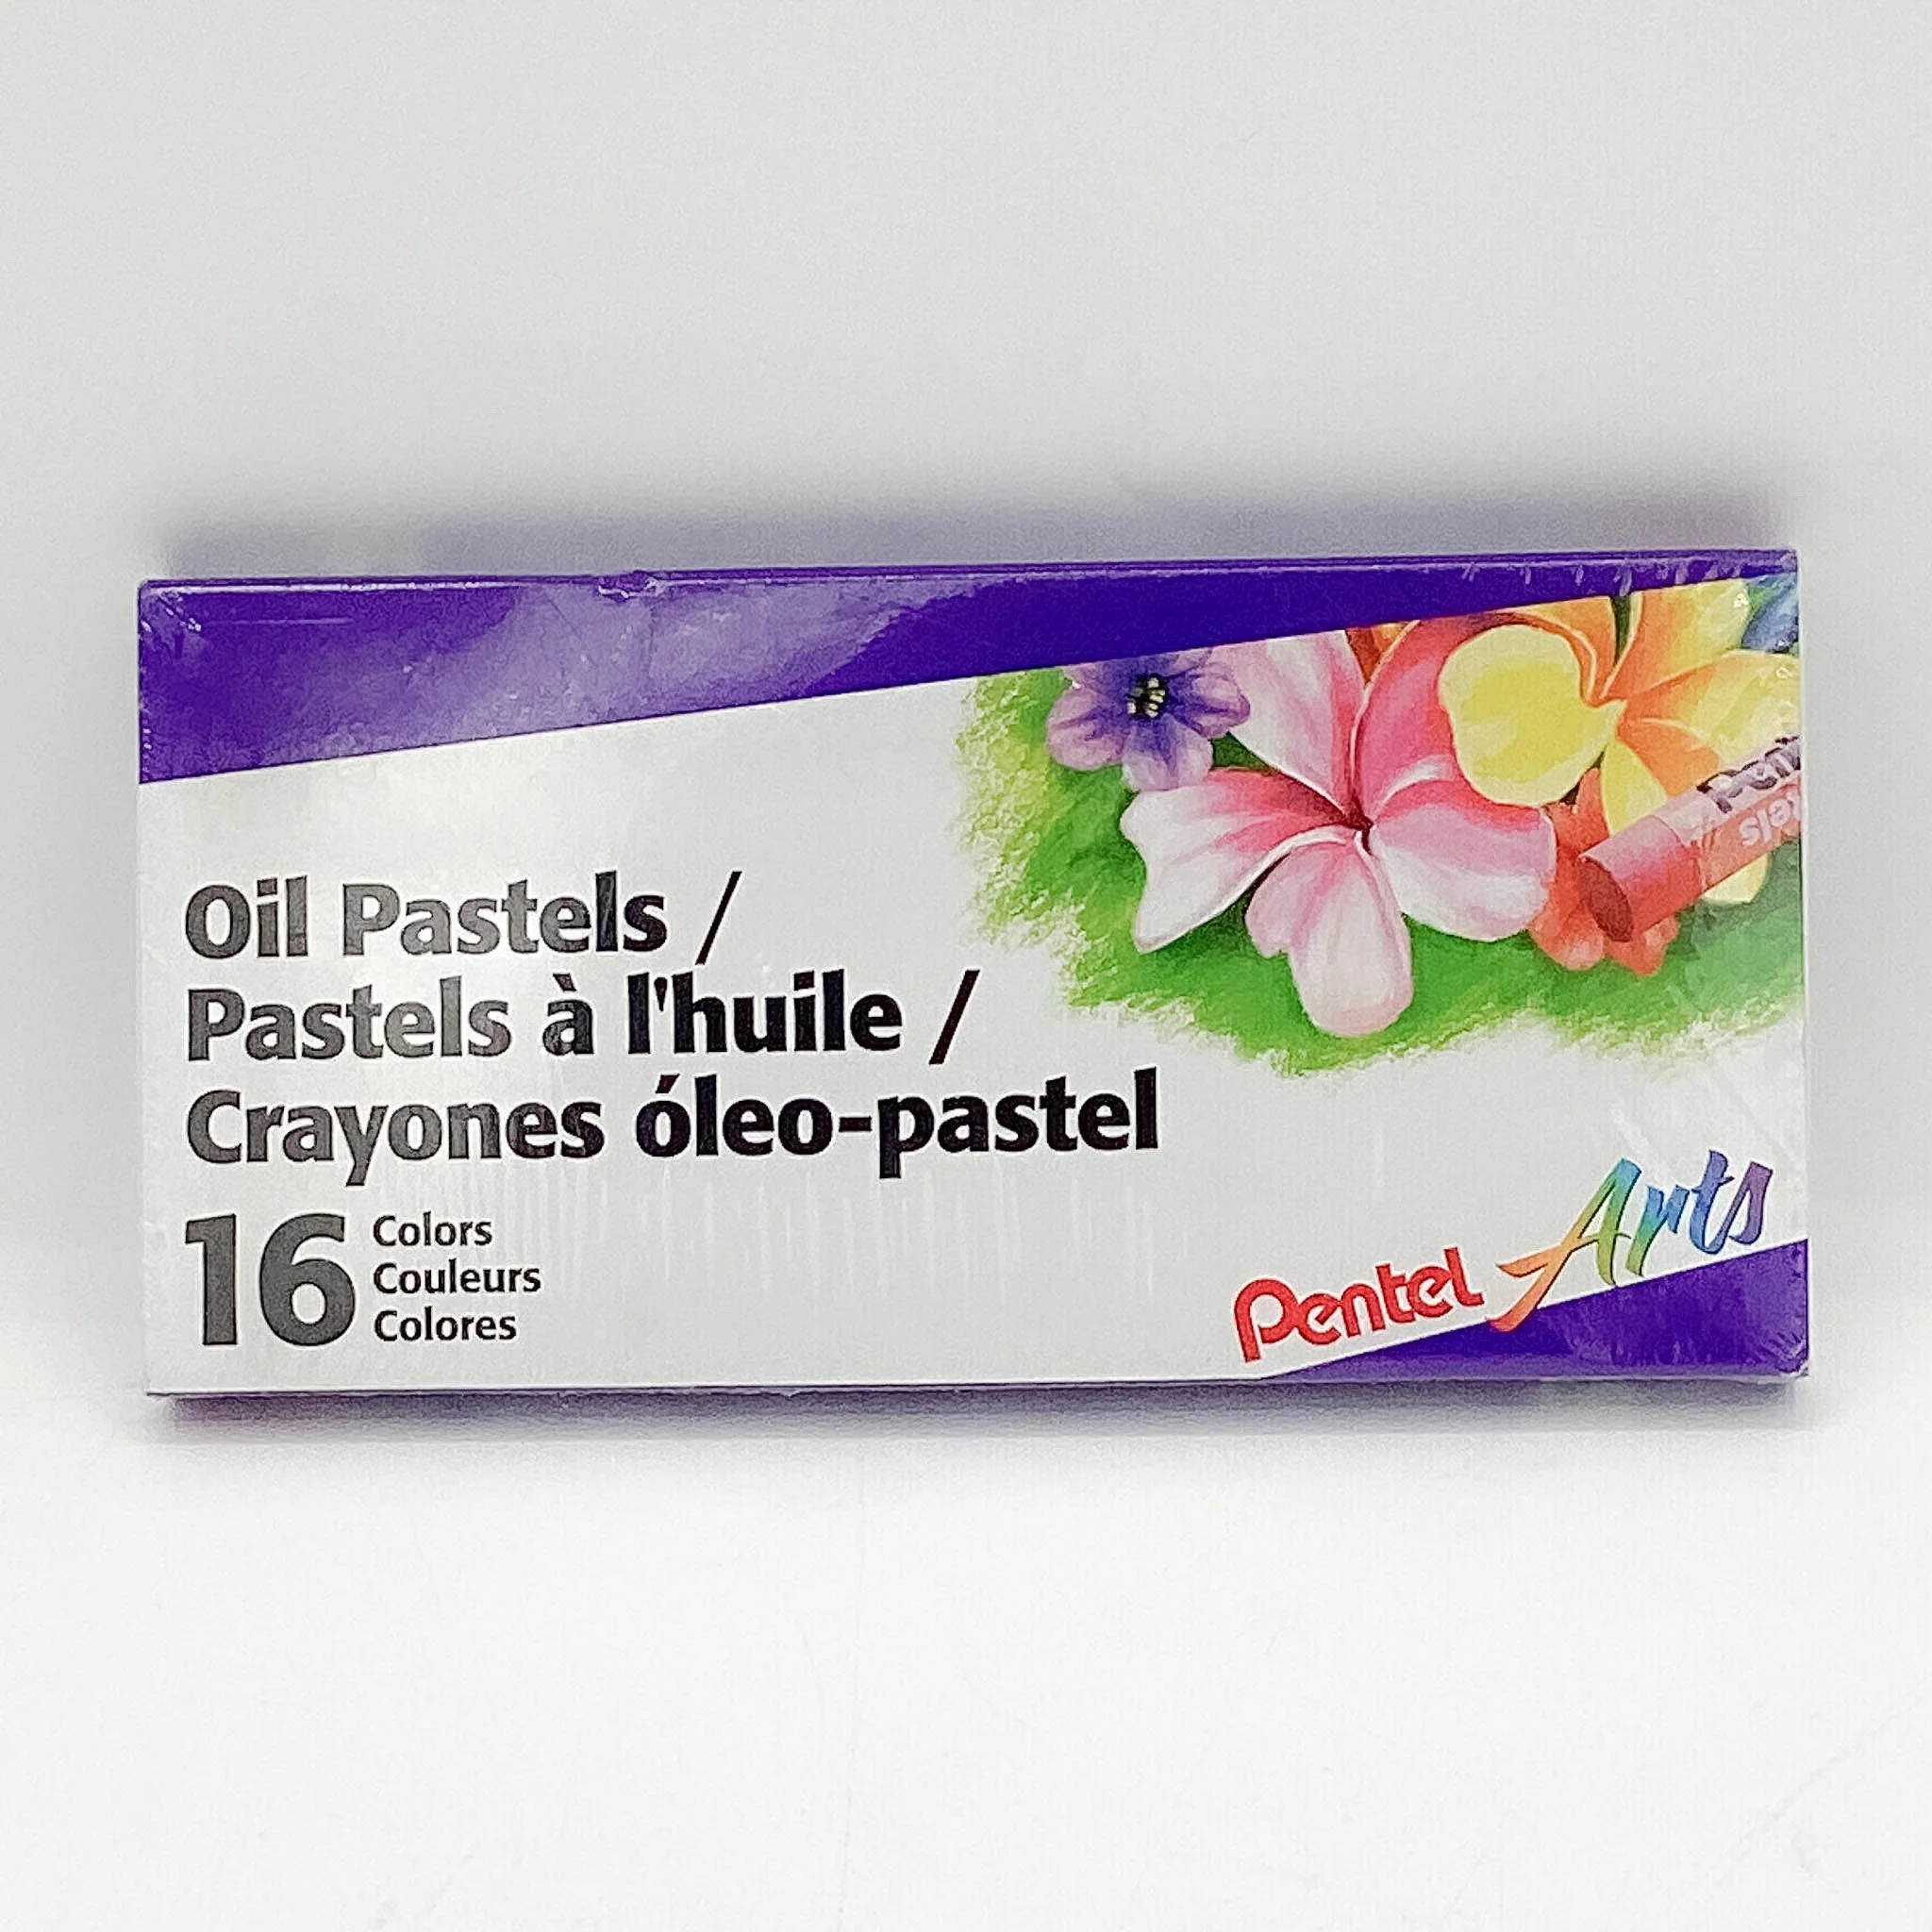 Oil Pastels /
Pastels à l'huile /
Crayones óleo-pastel
16
Colors
Couleurs
Colores
Pentel Arts